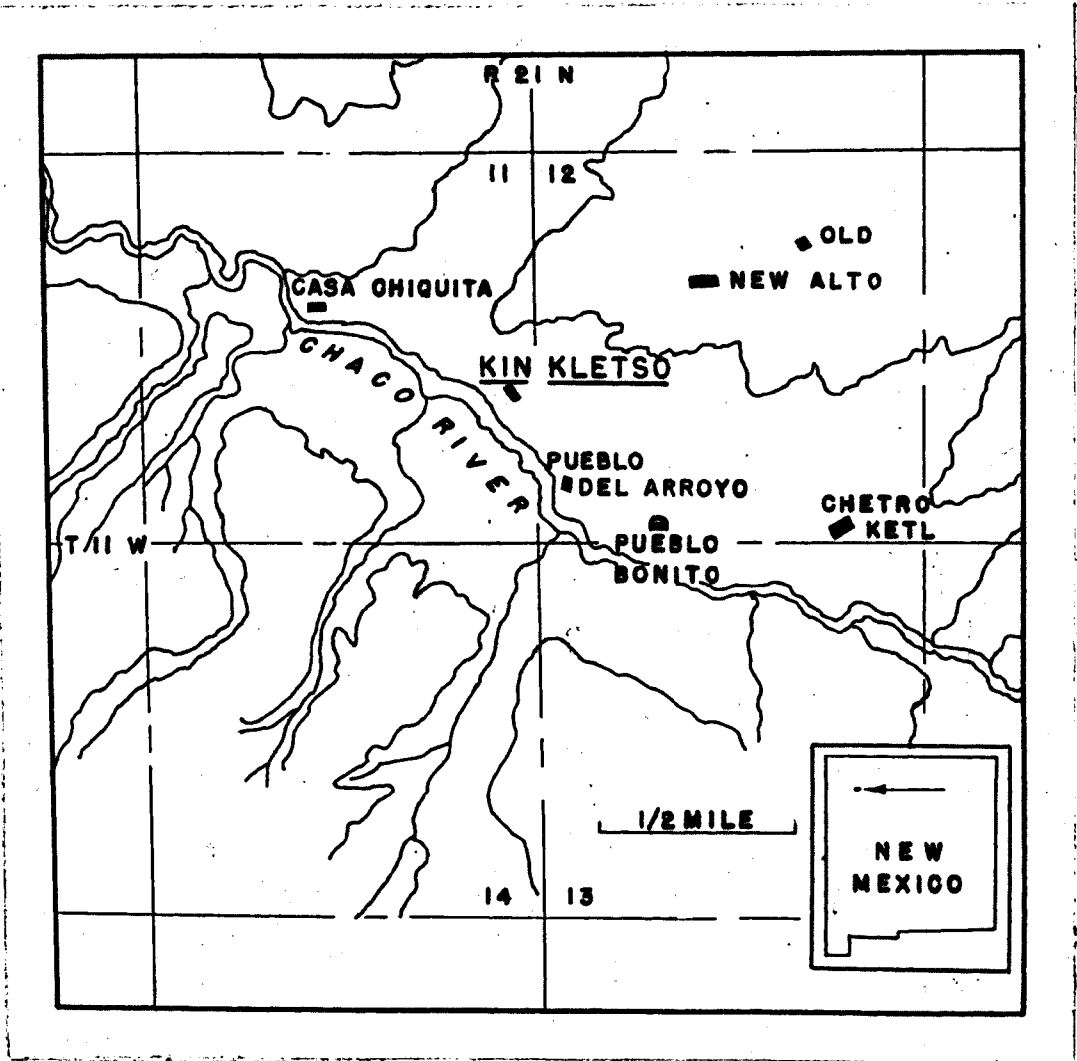 R 21 N
11 12
OLD
NEW ALTO
CASA CHIQUITA
CHACO RIVER
KIN KLETSO
PUEBLO
DEL ARROYO
CHETRO
KETL
T 11 W
PUEBLO
BONITO
1/2 MILE
NEW
MEXICO
14 13